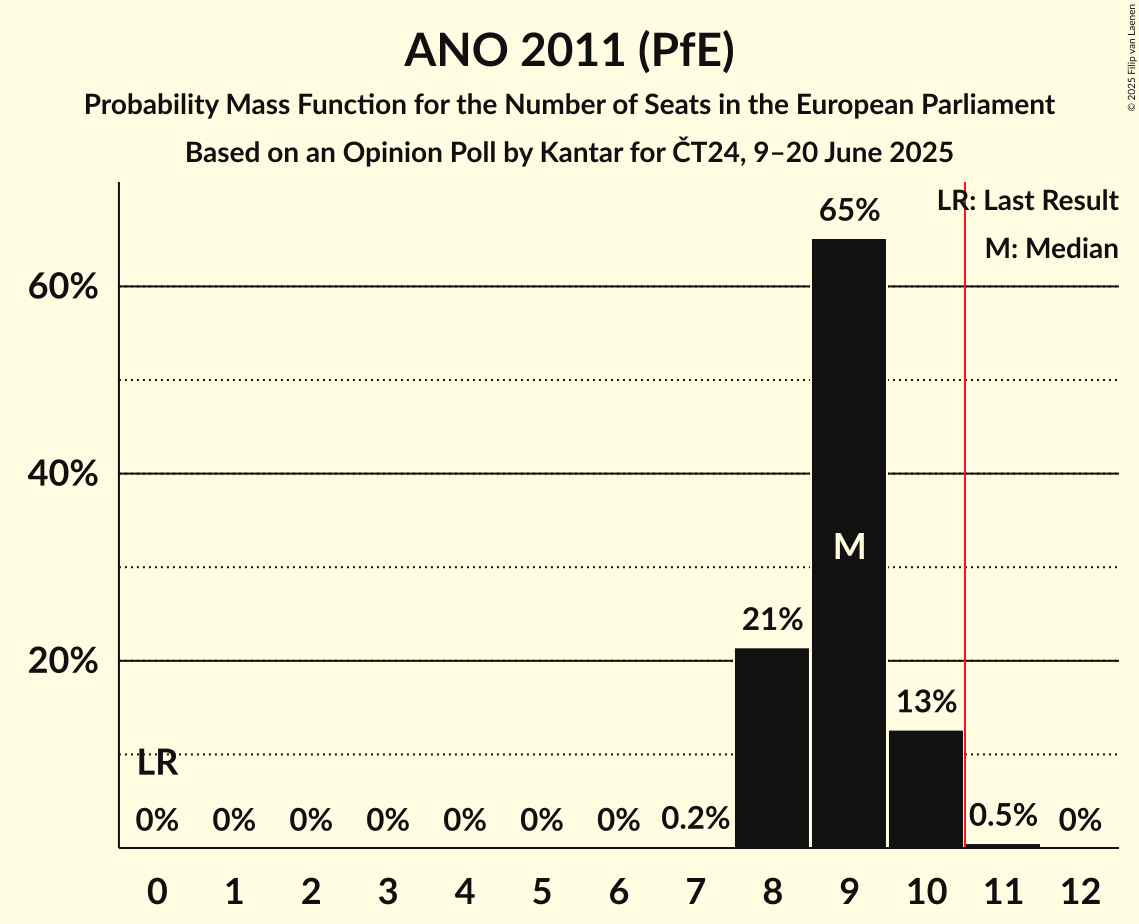 ANO 2011 (PfE)
Probability Mass Function for the Number of Seats in the European Parliament
Based on an Opinion Poll by Kantar for ČT24, 9–20 June 2025
© 2025 Filip van Laenen
LR: Last Result
M: Median
65%
60%
40%
M
21%
20%
13%
LR
0% 0% 0% 0% 0% 0% 0% 0.2% 0.5% 0%
0 1 2 3 4 5 6 7 8 9 10 11 12